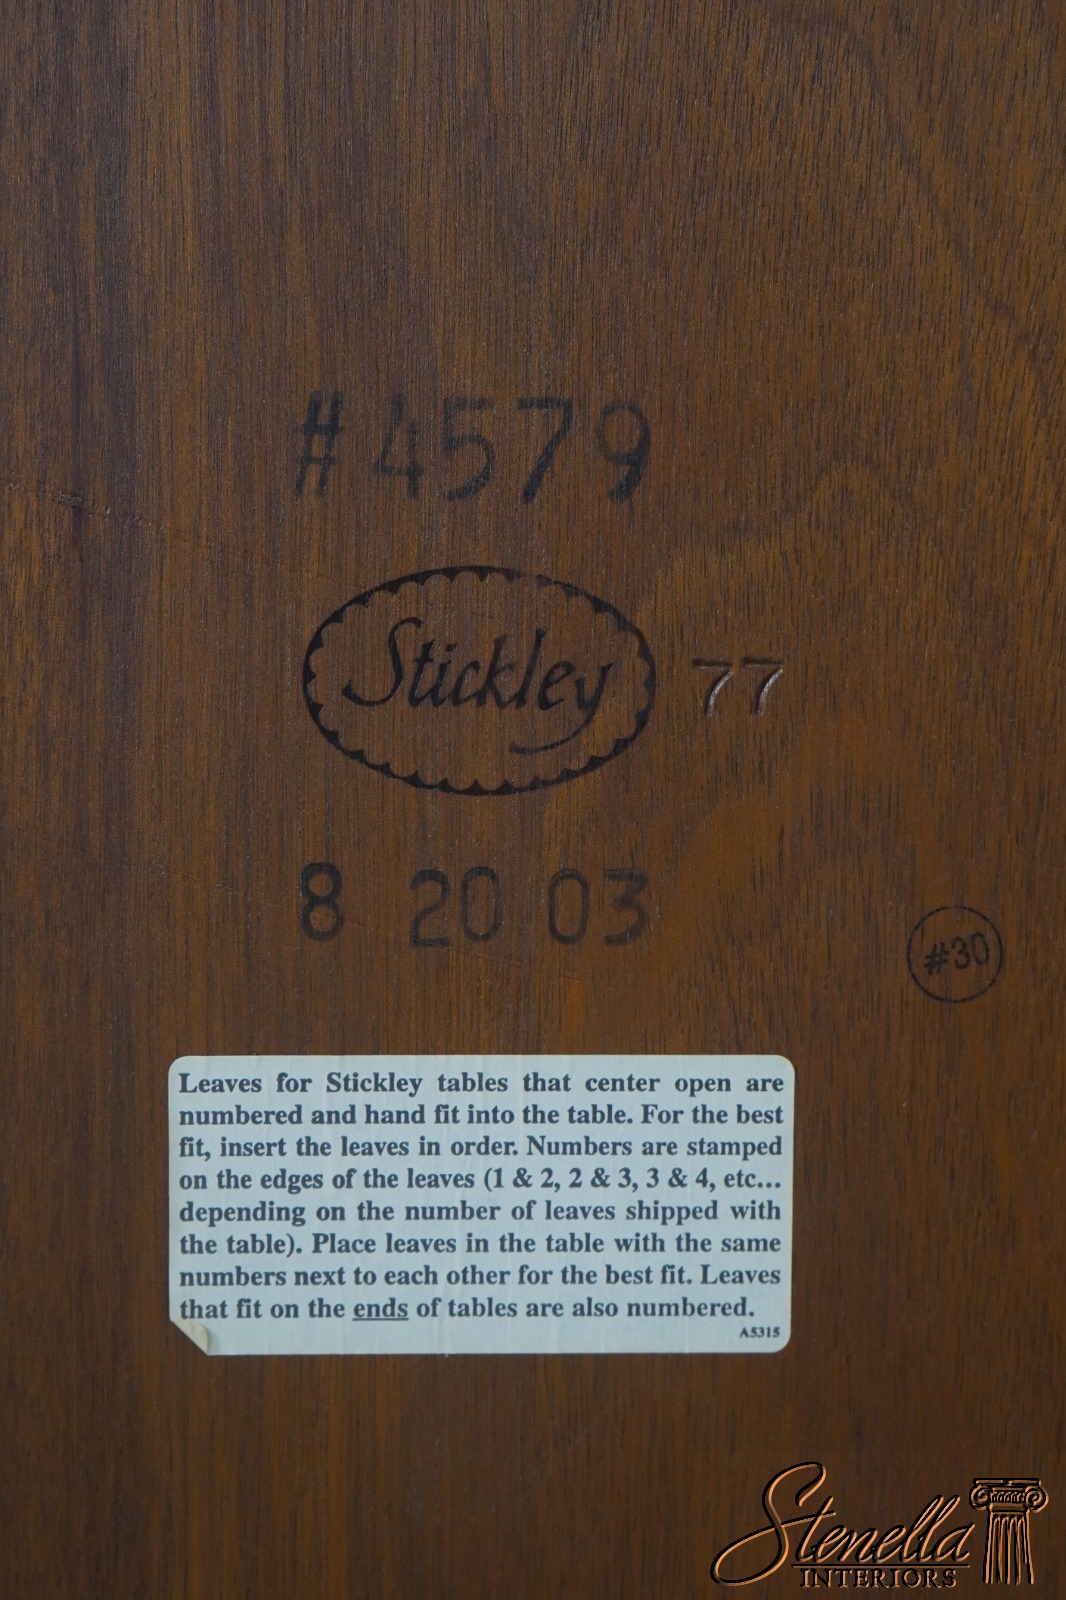 #4579
Stickley 77
8 20 03
#30
Leaves for Stickley tables that center open are
numbered and hand fit into the table. For the best
fit, insert the leaves in order. Numbers are stamped
on the edges of the leaves (1 & 2, 2 & 3, 3 & 4, etc...
depending on the number of leaves shipped with
the table). Place leaves in the table with the same
numbers next to each other for the best fit. Leaves
that fit on the ends of tables are also numbered.
A5315
Stenella
INTERIORS